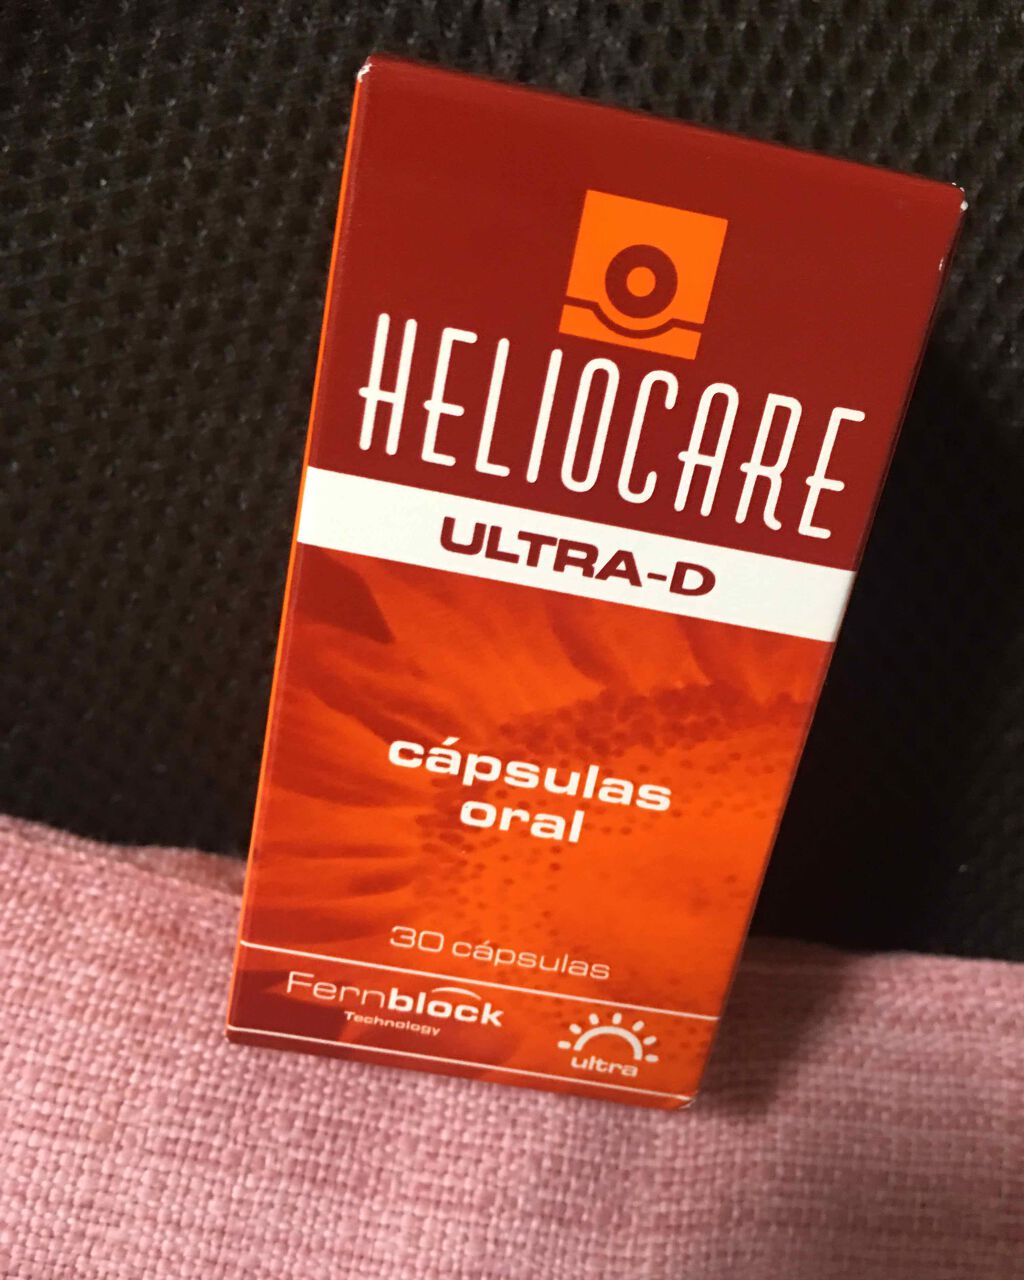 HELIOCARE
ULTRA-D
cápsulas
oral
30 cápsulas
Fernblock
Technology
ultra